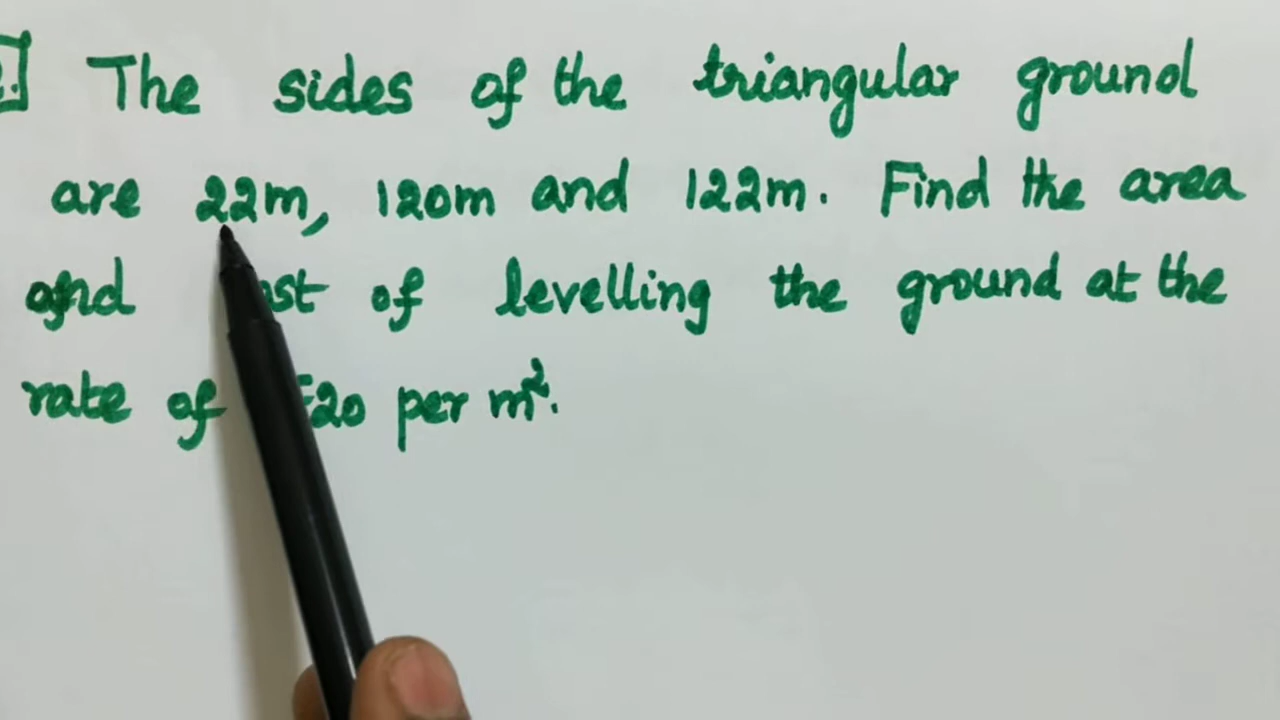 The sides of the triangular ground
are 22m, 120m and 122m. Find the area
and of levelling the ground at the
rate of 20 per m².